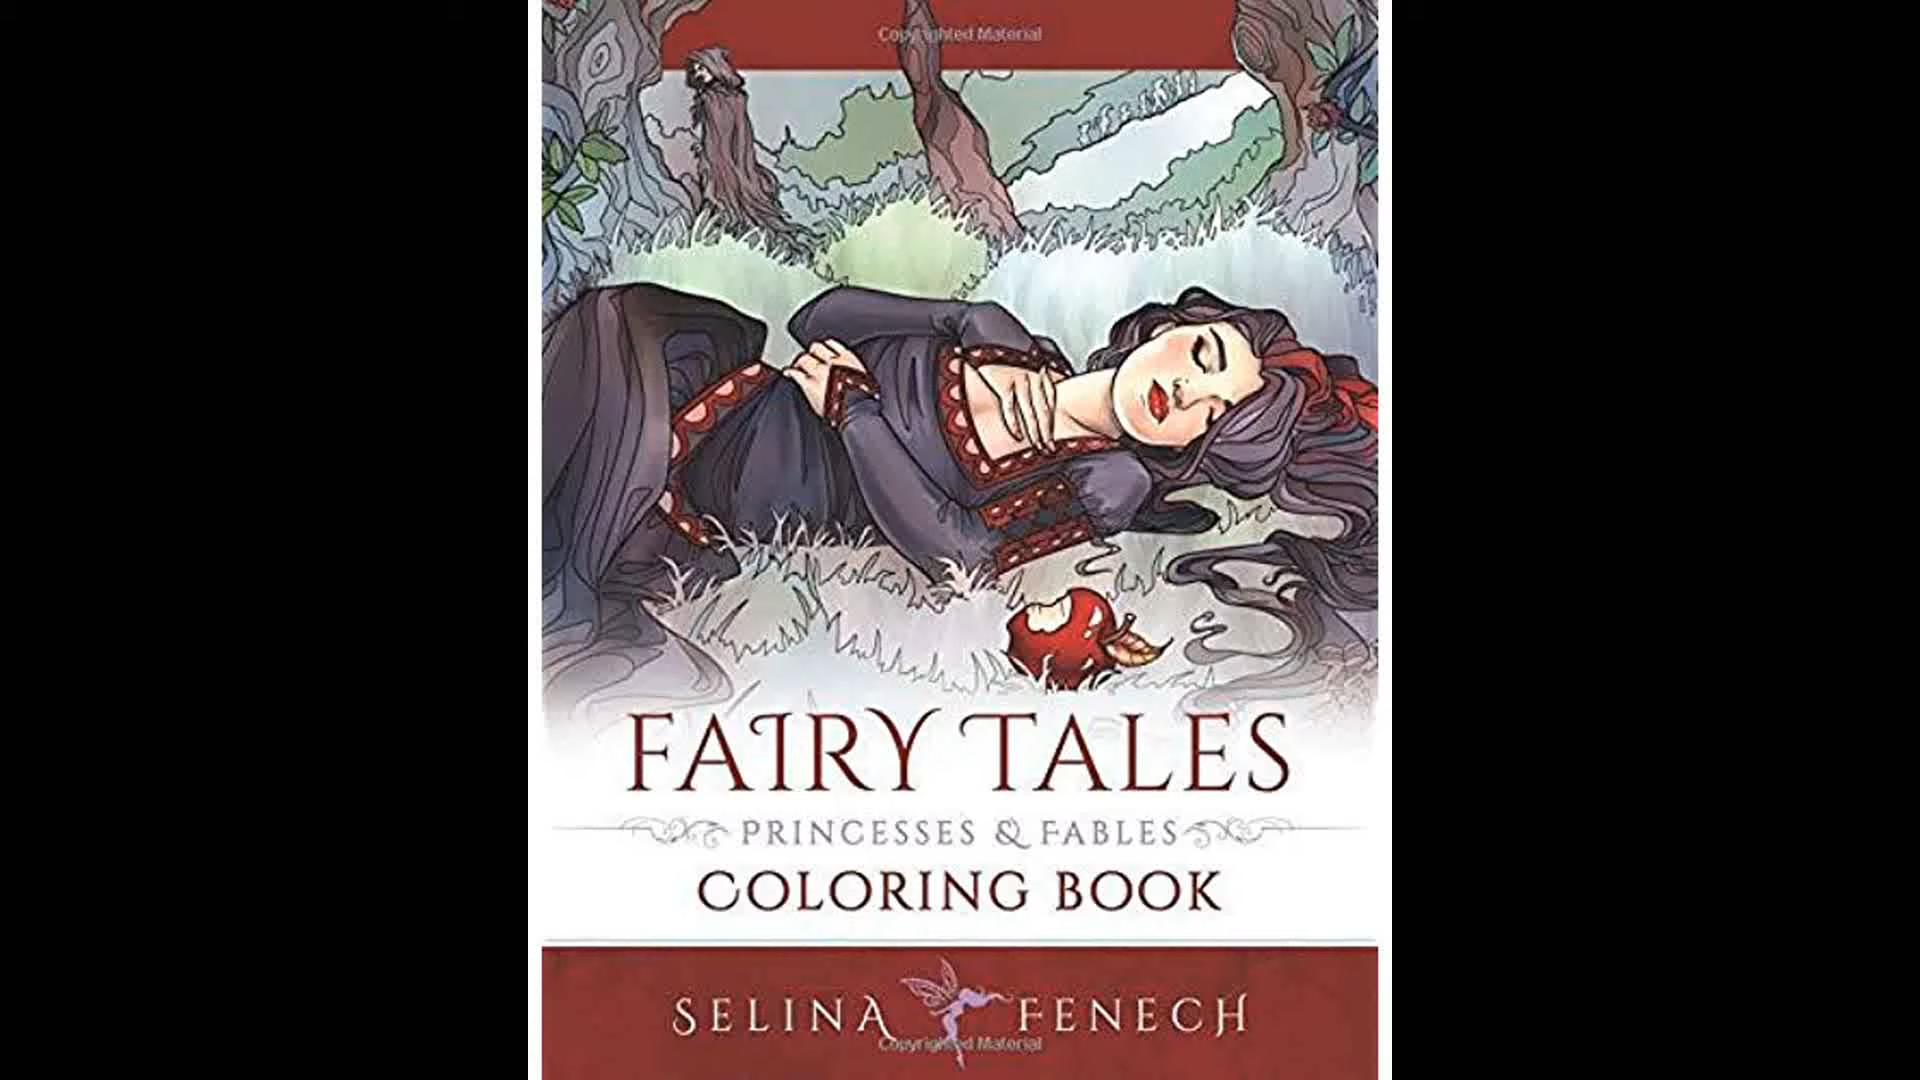 Copyrighted Material
FAIRY TALES
PRINCESSES & FABLES
COLORING BOOK
SELINA FENECH
Copyrighted Material